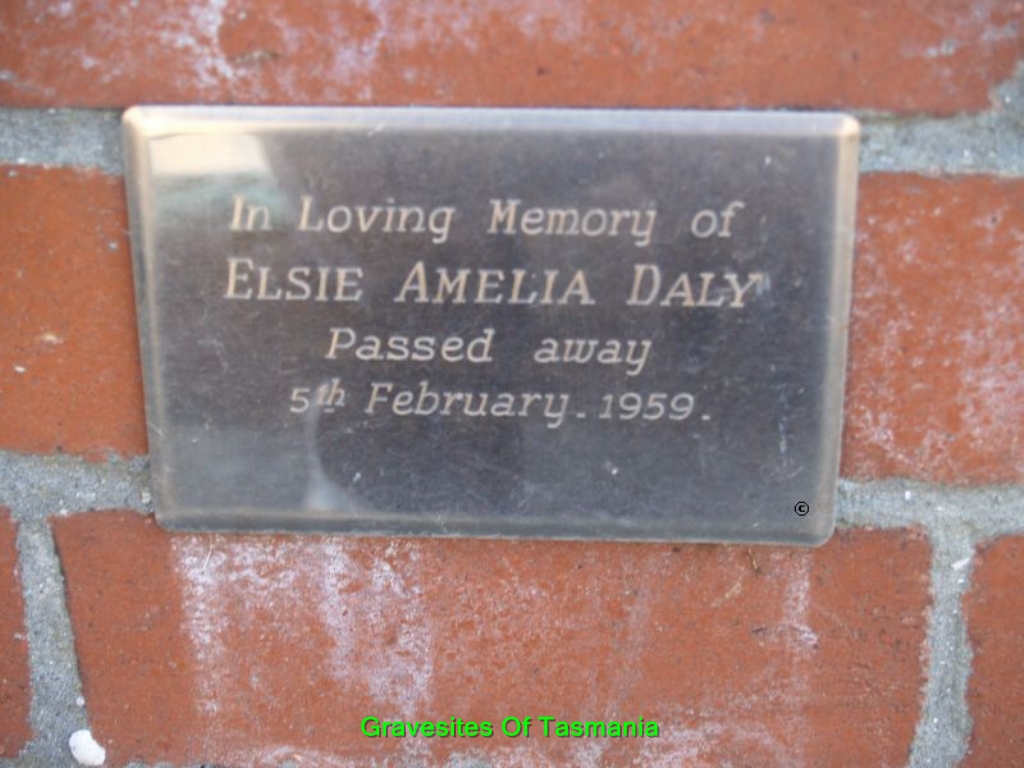 In Loving Memory of
ELSIE AMELIA DALY
Passed away
5th February. 1959.
©
Gravesites Of Tasmania